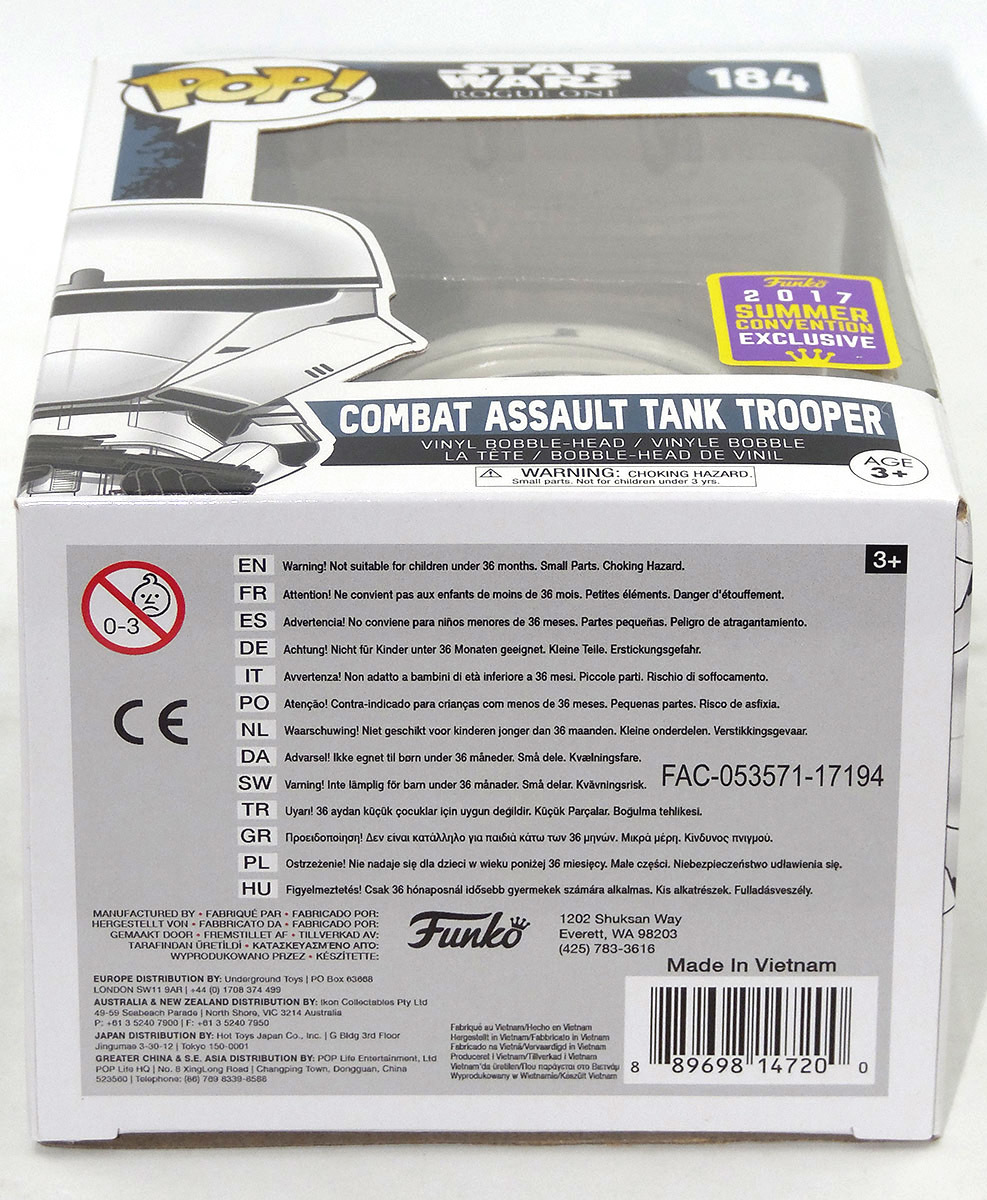 POP!
STAR WARS
ROGUE ONE
184
Funko
2017
SUMMER
CONVENTION
EXCLUSIVE
COMBAT ASSAULT TANK TROOPER
VINYL BOBBLE-HEAD / VINYLE BOBBLE
LA TÊTE / BOBBLE-HEAD DE VINIL
WARNING: CHOKING HAZARD.
Small parts. Not for children under 3 yrs.
AGE
3+
3+
0-3
EN Warning! Not suitable for children under 36 months. Small Parts. Choking Hazard.
FR Attention! Ne convient pas aux enfants de moins de 36 mois. Petites éléments. Danger d'étouffement.
ES Advertencia! No conviene para niños menores de 36 meses. Partes pequeñas. Peligro de atragantamiento.
DE Achtung! Nicht für Kinder unter 36 Monaten geeignet. Kleine Teile. Erstickungsgefahr.
IT Avvertenza! Non adatto a bambini di età inferiore a 36 mesi. Piccole parti. Rischio di soffocamento.
PO Atenção! Contra-indicado para crianças com menos de 36 meses. Pequenas partes. Risco de asfixia.
NL Waarschuwing! Niet geschikt voor kinderen jonger dan 36 maanden. Kleine onderdelen. Verstikkingsgevaar.
DA Advarsel! Ikke egnet til børn under 36 måneder. Små dele. Kvælningsfare.
SW Varning! Inte lämplig för barn under 36 månader. Små delar. Kvävningsrisk.
TR Uyarı! 36 aydan küçük çocuklar için uygun değildir. Küçük Parçalar. Boğulma tehlikesi.
GR Προειδοποίηση! Δεν είναι κατάλληλο για παιδιά κάτω των 36 μηνών. Μικρά μέρη. Κίνδυνος πνιγμού.
PL Ostrzeżenie! Nie nadaje się dla dzieci w wieku poniżej 36 miesięcy. Małe części. Niebezpieczeństwo udławienia się.
HU Figyelmeztetés! Csak 36 hónaposnál idősebb gyermekek számára alkalmas. Kis alkatrészek. Fulladásveszély.
CE
FAC-053571-17194
MANUFACTURED BY • FABRIQUÉ PAR • FABRICADO POR:
HERGESTELLT VON • FABBRICATO DA • FABRICADO POR:
GEMAAKT DOOR • FREMSTILLET AF • TILLVERKAD AV:
TARAFINDAN ÜRETİLDİ • ΚΑΤΑΣΚΕΥΑΣΜΈΝΟ ΑΠΌ:
WYPRODUKOWANO PRZEZ • KÉSZÍTETTE:
Funko
1202 Shuksan Way
Everett, WA 98203
(425) 783-3616
Made In Vietnam
EUROPE DISTRIBUTION BY: Underground Toys | PO Box 63668
LONDON SW11 9AR | +44 (0) 1708 374 499
AUSTRALIA & NEW ZEALAND DISTRIBUTION BY: Ikon Collectables Pty Ltd
49-59 Seabeach Parade | North Shore, VIC 3214 Australia
P: +61 3 5240 7900 | F: +61 3 5240 7950
JAPAN DISTRIBUTION BY: Hot Toys Japan Co., Inc. | G Bldg 3rd Floor
Jingumae 3-30-12 | Tokyo 150-0001
GREATER CHINA & S.E. ASIA DISTRIBUTION BY: POP Life Entertainment, Ltd
POP Life HQ | No. 8 XingLong Road | Changping Town, Dongguan, China
523560 | Telephone: (86) 769 8339-8588
Fabriqué au Vietnam/Hecho en Vietnam
Hergestellt in Vietnam/Fabbricato in Vietnam
Fabricado na Vietnã/Vervaardigd in Vietnam
Produceret i Vietnam/Tillverkad i Vietnam
Vietnam'da üretilen/Που παράγεται στο Βιετνάμ
Wyprodukowany w Wietnamie/Készült Vietnam
8 89698 14720 0